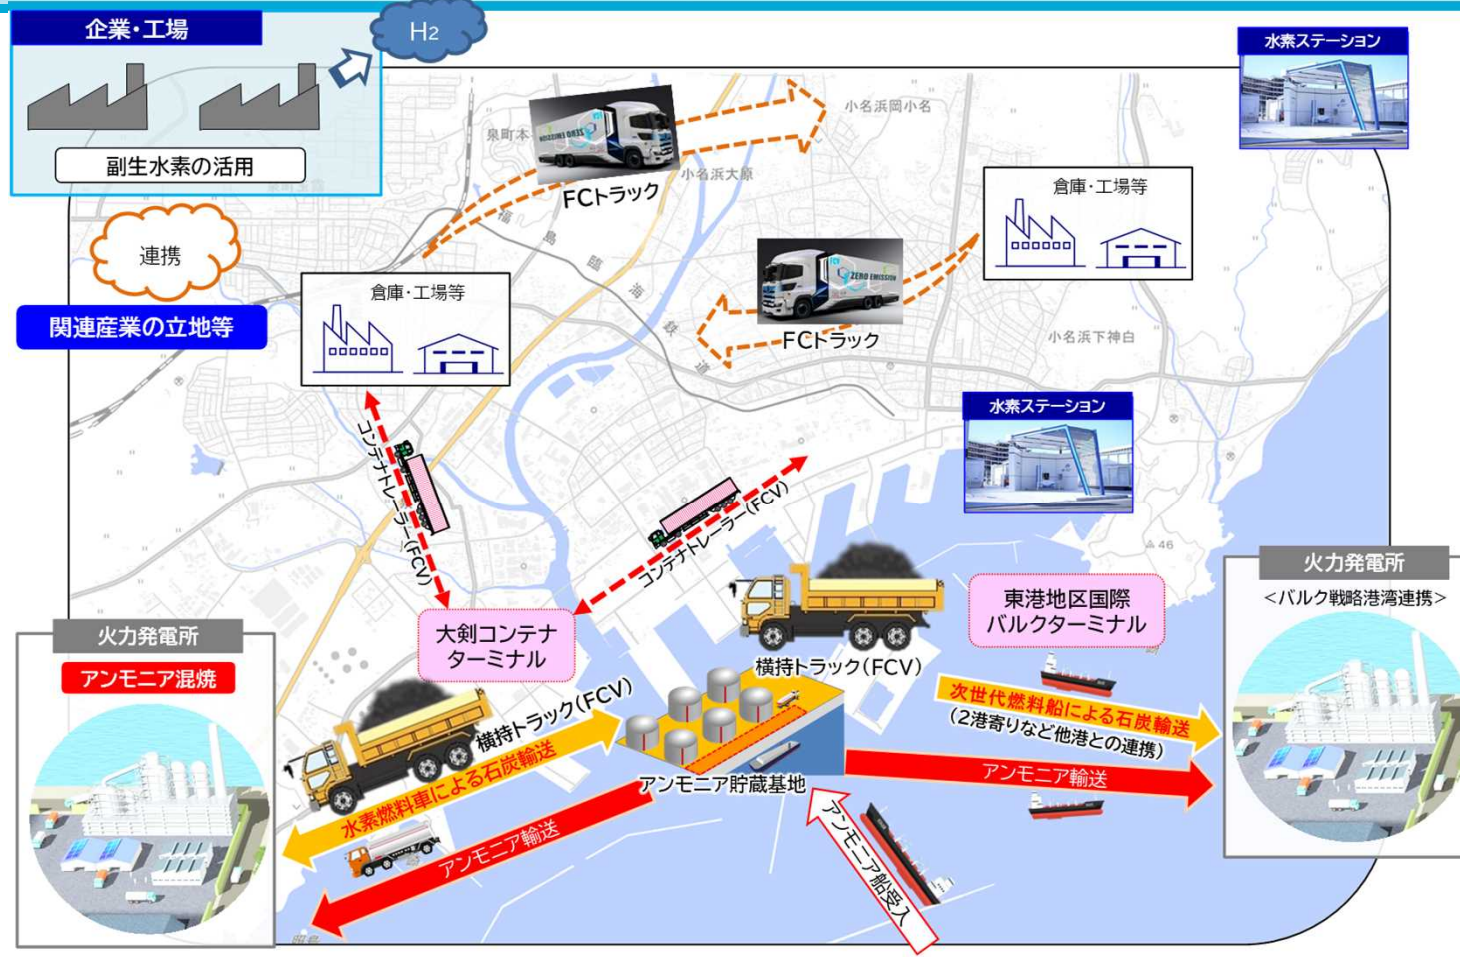 企業・工場
H2
副生水素の活用
水素ステーション
小名浜岡小名
泉町本
ZERO EMISSION
小名浜大原
FCトラック
倉庫・工場等
連携
福島臨海鉄道
ZERO EMISSION
FCトラック
倉庫・工場等
関連産業の立地等
小名浜下神白
水素ステーション
コンテナトレーラー(FCV)
コンテナトレーラー(FCV)
46
火力発電所
<バルク戦略港湾連携>
東港地区国際
バルクターミナル
大剣コンテナ
ターミナル
横持トラック(FCV)
火力発電所
アンモニア混焼
横持トラック(FCV)
水素燃料車による石炭輸送
次世代燃料船による石炭輸送
(2港寄りなど他港との連携)
アンモニア貯蔵基地
アンモニア輸送
アンモニア輸送
アンモニア船受入